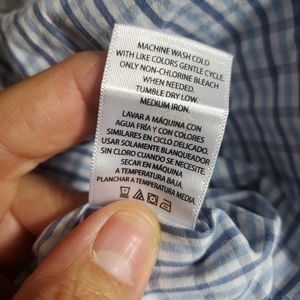 MACHINE WASH COLD
WITH LIKE COLORS GENTLE CYCLE.
ONLY NON-CHLORINE BLEACH
WHEN NEEDED.
TUMBLE DRY LOW.
MEDIUM IRON.
LAVAR A MÁQUINA CON
AGUA FRÍA Y CON COLORES
SIMILARES EN CICLO DELICADO.
USAR SOLAMENTE BLANQUEADOR
SIN CLORO CUANDO SE NECESITE.
SECAR EN MÁQUINA
A TEMPERATURA BAJA.
PLANCHAR A TEMPERATURA MEDIA.